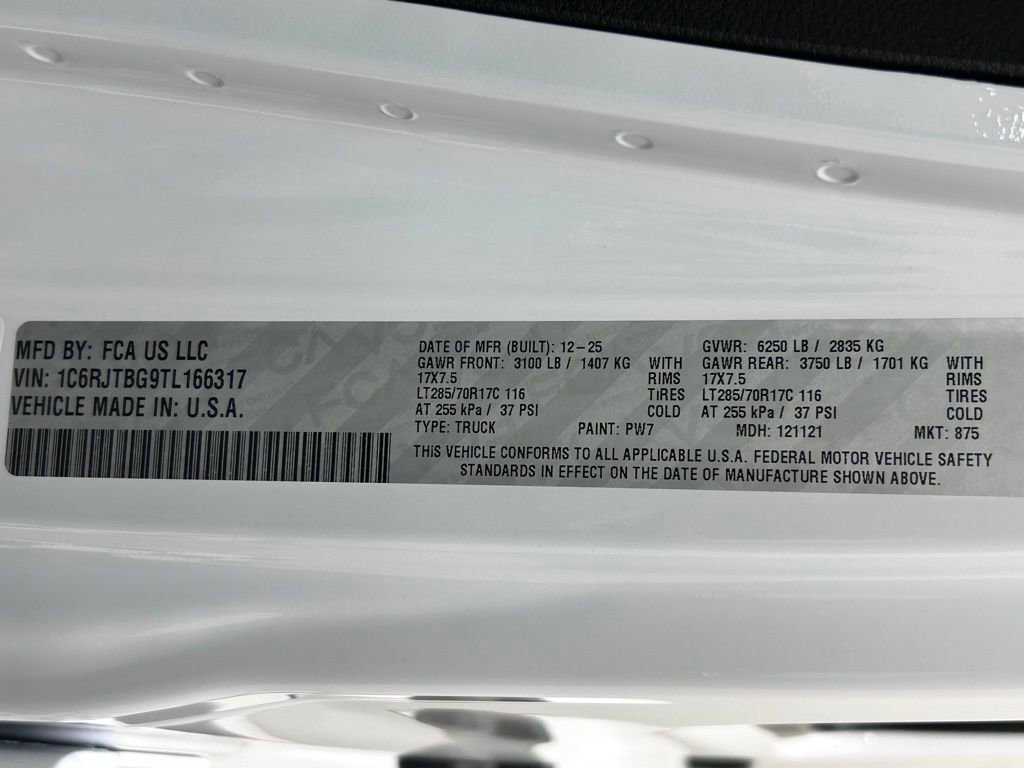 MFD BY: FCA US LLC
VIN: 1C6RJTBG9TL166317
VEHICLE MADE IN: U.S.A.
DATE OF MFR (BUILT): 12-25 GVWR: 6250 LB / 2835 KG
GAWR FRONT: 3100 LB / 1407 KG WITH GAWR REAR: 3750 LB / 1701 KG WITH
17X7.5 RIMS 17X7.5 RIMS
LT285/70R17C 116 TIRES LT285/70R17C 116 TIRES
AT 255 kPa / 37 PSI COLD AT 255 kPa / 37 PSI COLD
TYPE: TRUCK PAINT: PW7 MDH: 121121 MKT: 875
THIS VEHICLE CONFORMS TO ALL APPLICABLE U.S.A. FEDERAL MOTOR VEHICLE SAFETY
STANDARDS IN EFFECT ON THE DATE OF MANUFACTURE SHOWN ABOVE.